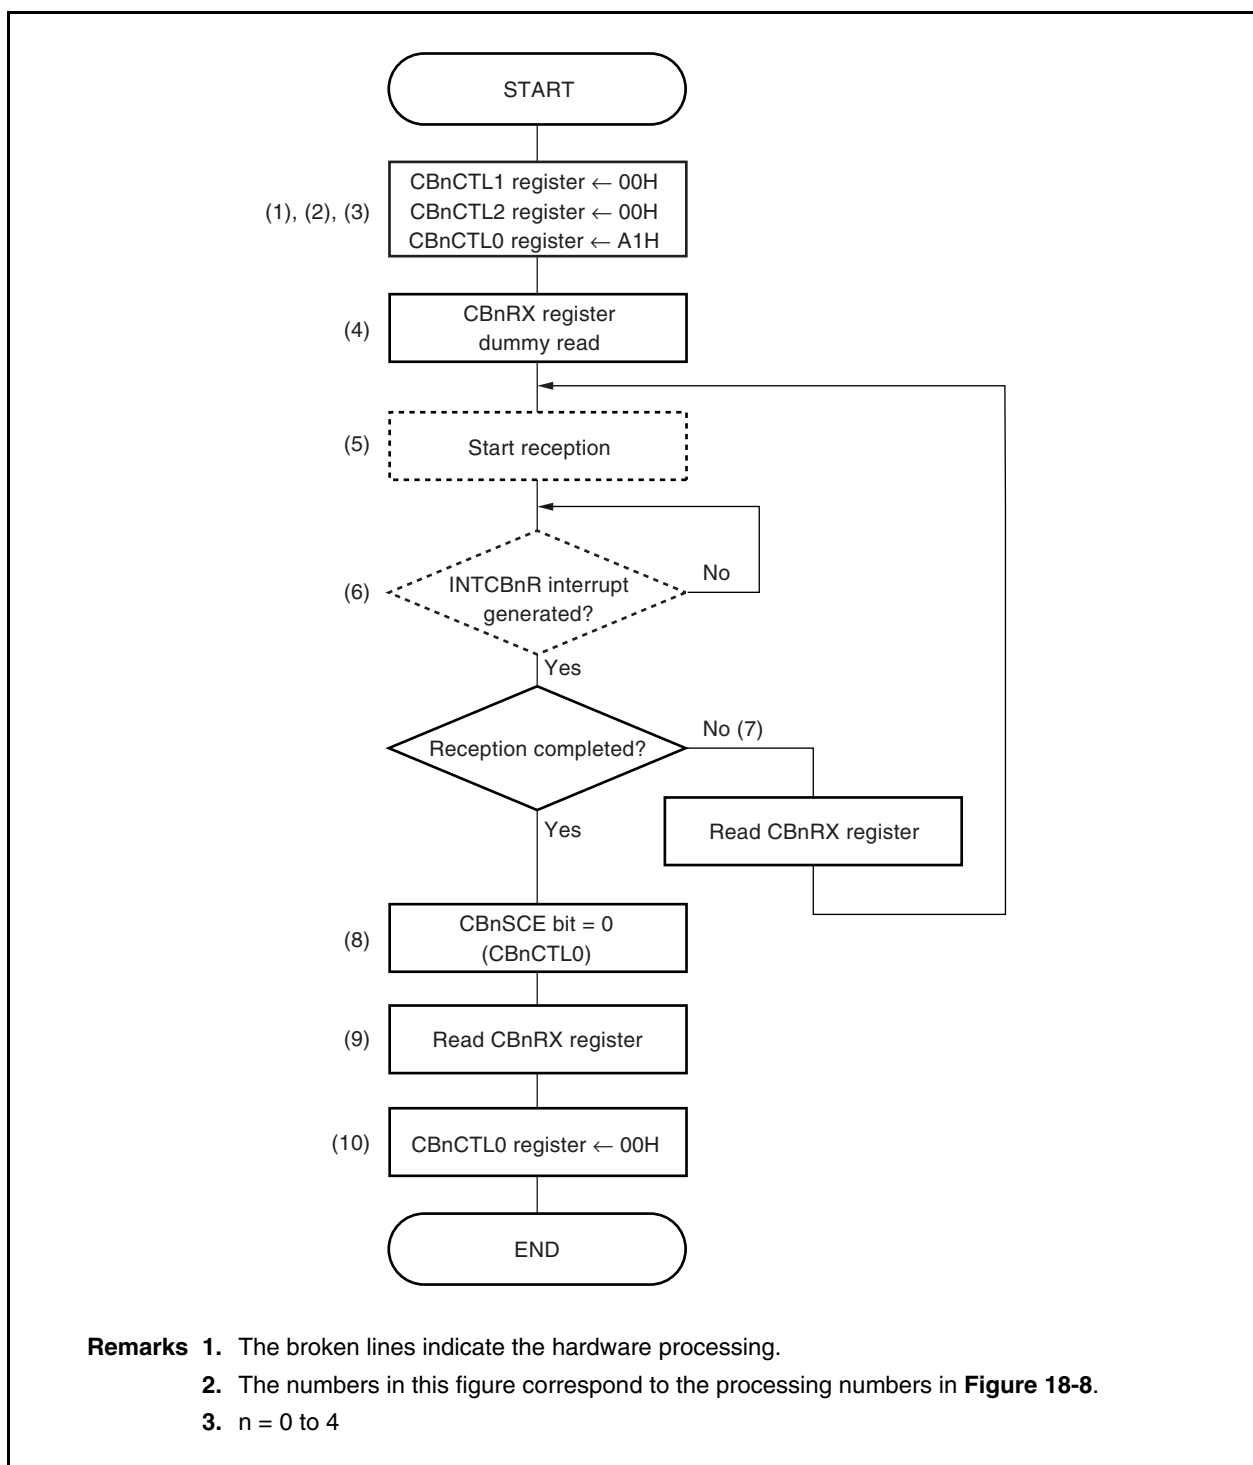 START
(1), (2), (3)
CBnCTL1 register ← 00H
CBnCTL2 register ← 00H
CBnCTL0 register ← A1H
(4)
CBnRX register
dummy read
(5)
Start reception
(6)
INTCBnR interrupt
generated?
No
Yes
Reception completed?
No (7)
Read CBnRX register
Yes
(8)
CBnSCE bit = 0
(CBnCTL0)
(9)
Read CBnRX register
(10)
CBnCTL0 register ← 00H
END
Remarks 1. The broken lines indicate the hardware processing.
2. The numbers in this figure correspond to the processing numbers in Figure 18-8.
3. n = 0 to 4